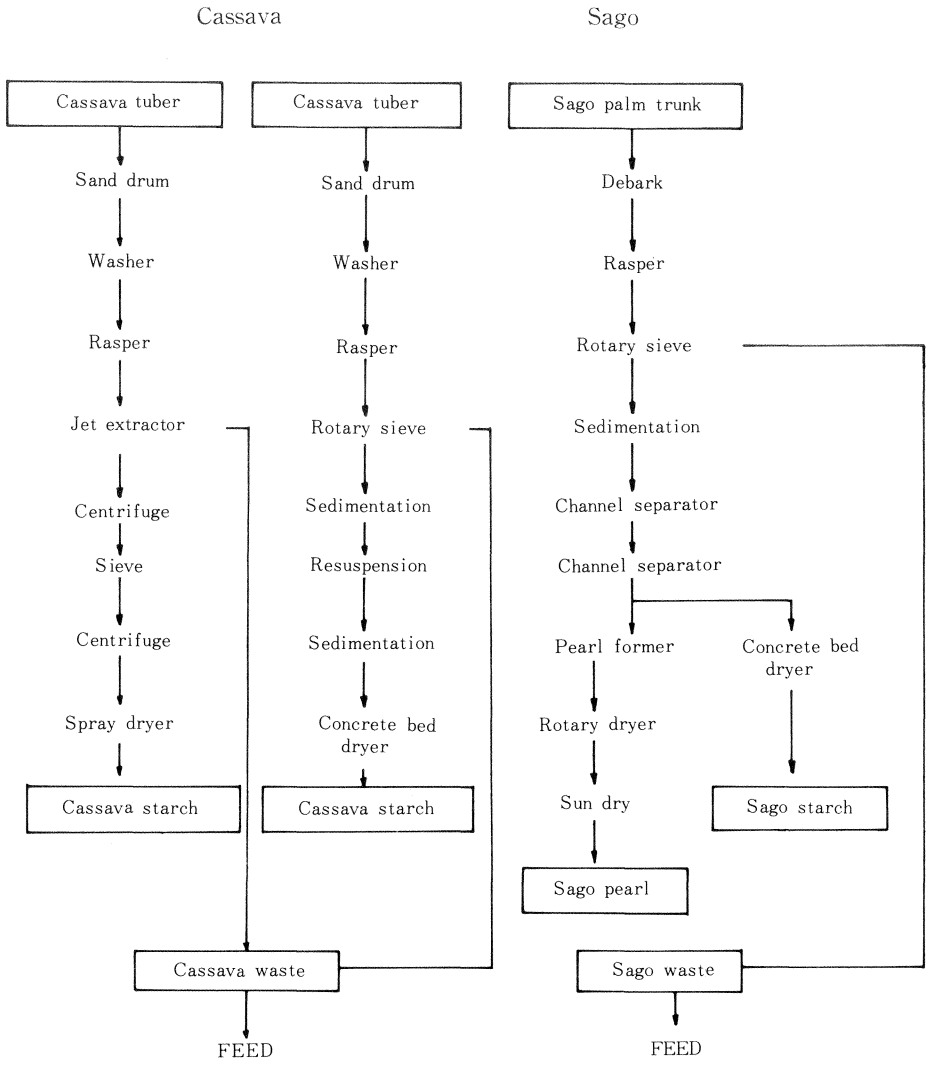 Cassava
Sago
Cassava tuber
Sand drum
Washer
Rasper
Jet extractor
Centrifuge
Sieve
Centrifuge
Spray dryer
Cassava starch
Cassava tuber
Sand drum
Washer
Rasper
Rotary sieve
Sedimentation
Resuspension
Sedimentation
Concrete bed
dryer
Cassava starch
Cassava waste
FEED
Sago palm trunk
Debark
Rasper
Rotary sieve
Sedimentation
Channel separator
Channel separator
Pearl former
Rotary dryer
Sun dry
Sago pearl
Concrete bed
dryer
Sago starch
Sago waste
FEED